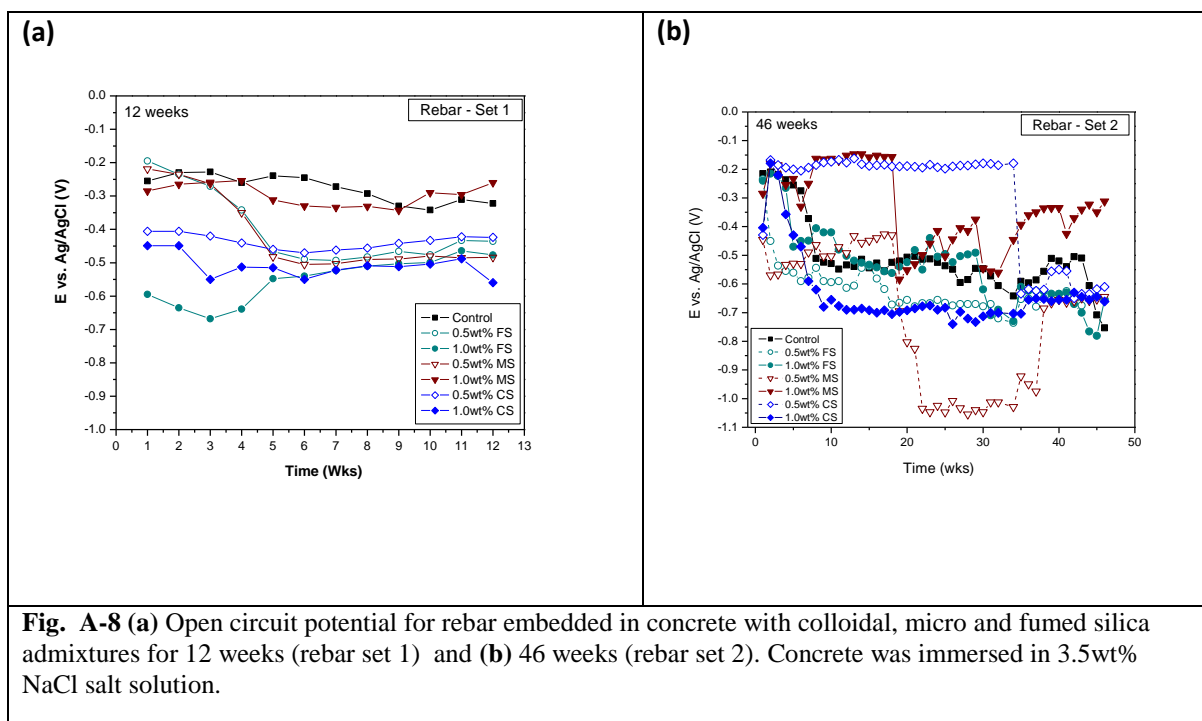 (a)
12 weeks
Rebar - Set 1
0.0
-0.1
-0.2
-0.3
-0.4
-0.5
-0.6
-0.7
-0.8
-0.9
-1.0
E vs. Ag/AgCl (V)
Control
0.5wt% FS
1.0wt% FS
0.5wt% MS
1.0wt% MS
0.5wt% CS
1.0wt% CS
0 1 2 3 4 5 6 7 8 9 10 11 12 13
Time (Wks)
(b)
46 weeks
Rebar - Set 2
0.0
-0.1
-0.2
-0.3
-0.4
-0.5
-0.6
-0.7
-0.8
-0.9
-1.0
-1.1
E vs. Ag/AgCl (V)
Control
0.5wt% FS
1.0wt% FS
0.5wt% MS
1.0wt% MS
0.5wt% CS
1.0wt% CS
0 10 20 30 40 50
Time (wks)
Fig. A-8 (a) Open circuit potential for rebar embedded in concrete with colloidal, micro and fumed silica
admixtures for 12 weeks (rebar set 1) and (b) 46 weeks (rebar set 2). Concrete was immersed in 3.5wt%
NaCl salt solution.